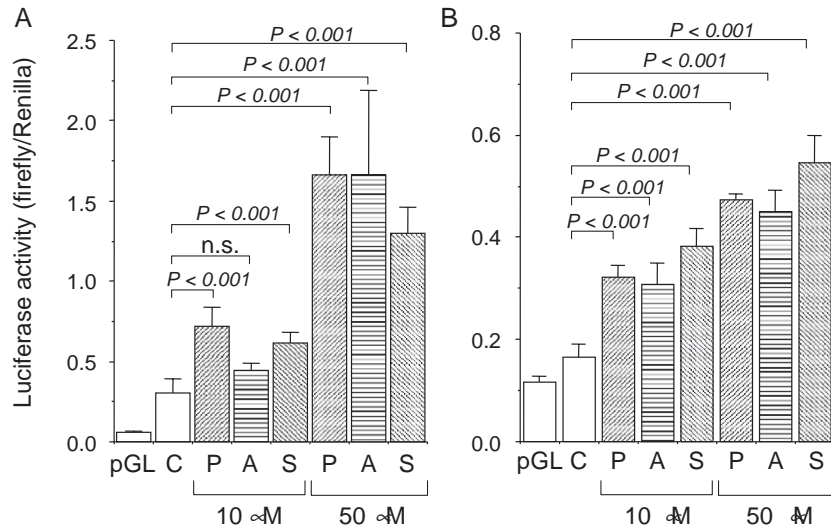 A
Luciferase activity (firefly/Renilla)
2.5
2.0
1.5
1.0
0.5
0.0
P < 0.001
P < 0.001
P < 0.001
P < 0.001
n.s.
P < 0.001
pGL C P A S P A S
10 ∝M 50 ∝M
B
0.8
0.6
0.4
0.2
0.0
P < 0.001
P < 0.001
P < 0.001
P < 0.001
P < 0.001
P < 0.001
pGL C P A S P A S
10 ∝M 50 ∝M